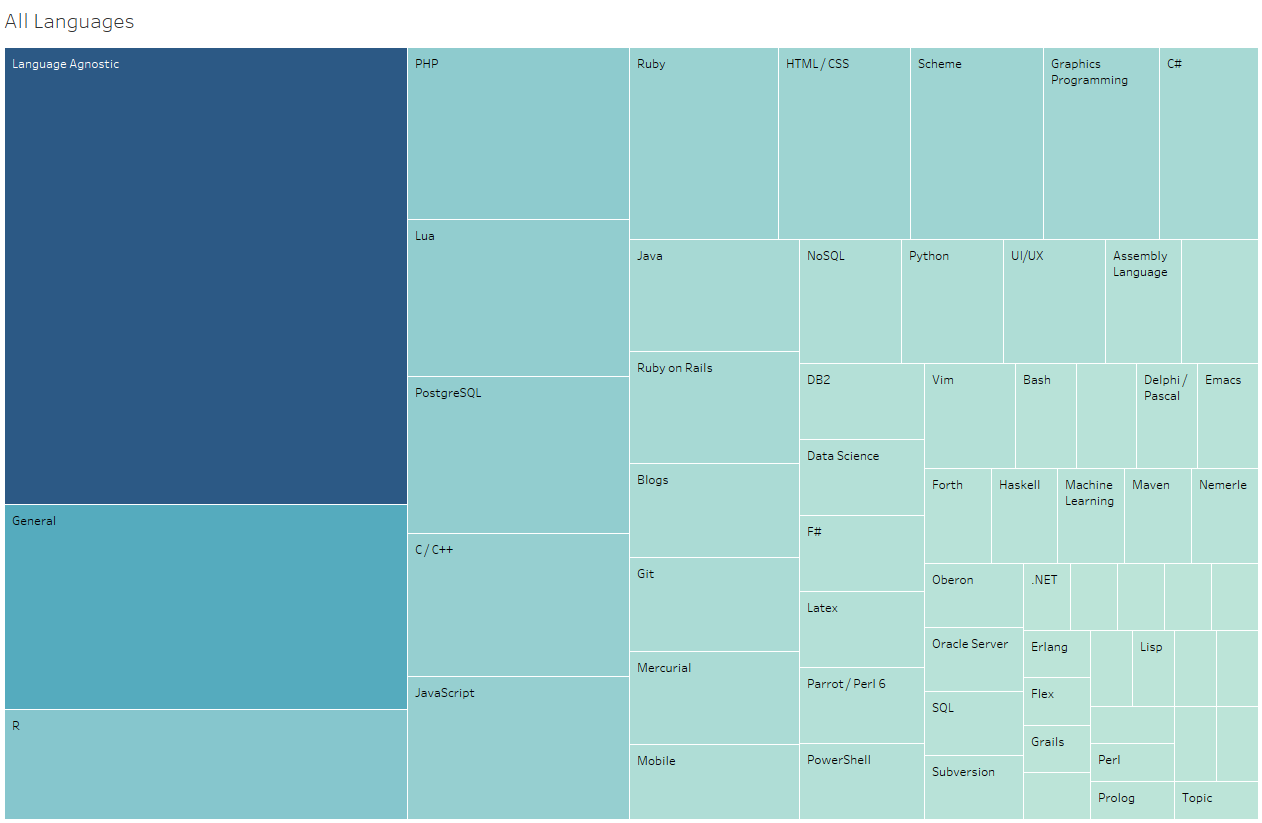 All Languages
Language Agnostic
General
R
PHP
Lua
PostgreSQL
C / C++
JavaScript
Ruby
HTML / CSS
Scheme
Graphics
Programming
C#
Java
Ruby on Rails
Blogs
Git
Mercurial
Mobile
NoSQL
Python
UI/UX
Assembly
Language
DB2
Data Science
F#
Latex
Parrot / Perl 6
PowerShell
Vim
Bash
Delphi /
Pascal
Emacs
Forth
Haskell
Machine
Learning
Maven
Nemerle
Oberon
Oracle Server
SQL
Subversion
.NET
Erlang
Flex
Grails
Lisp
Perl
Prolog
Topic